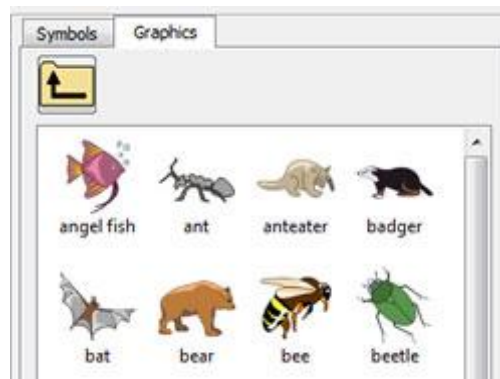 Symbols Graphics
angel fish ant anteater badger
bat bear bee beetle